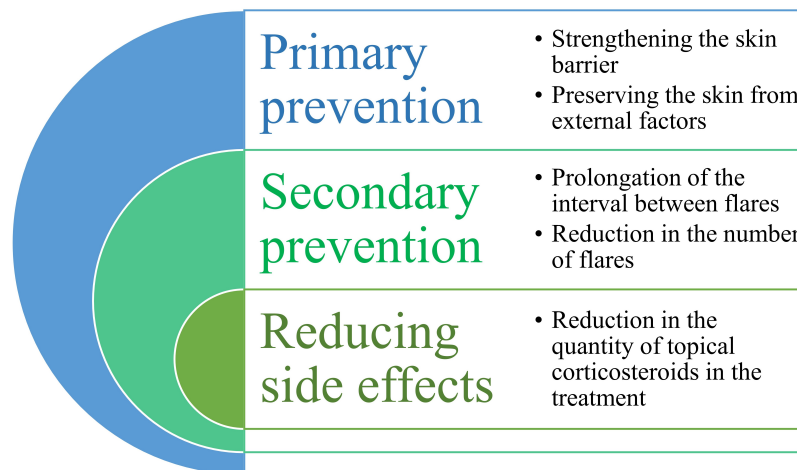 Primary
prevention
• Strengthening the skin
barrier
• Preserving the skin from
external factors
Secondary
prevention
• Prolongation of the
interval between flares
• Reduction in the number
of flares
Reducing
side effects
• Reduction in the
quantity of topical
corticosteroids in the
treatment